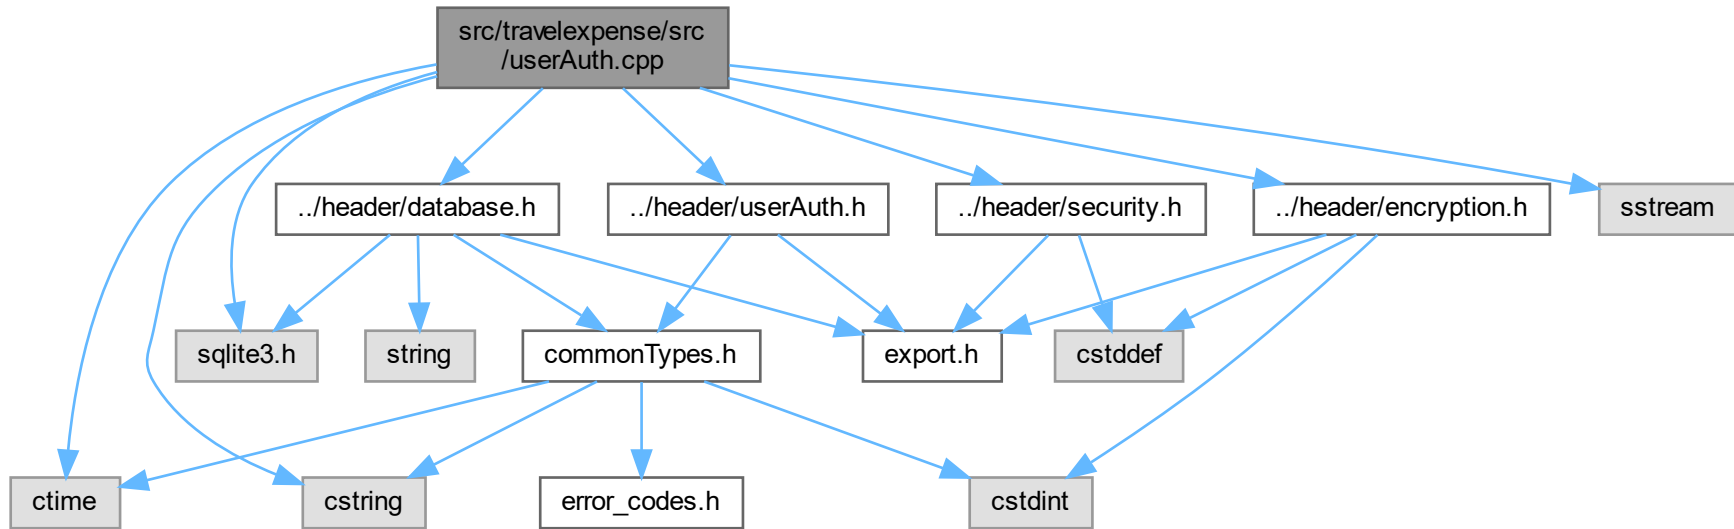 src/travelexpense/src
/userAuth.cpp
../header/database.h
../header/userAuth.h
../header/security.h
../header/encryption.h
sstream
sqlite3.h
string
commonTypes.h
export.h
cstddef
ctime
cstring
error_codes.h
cstdint